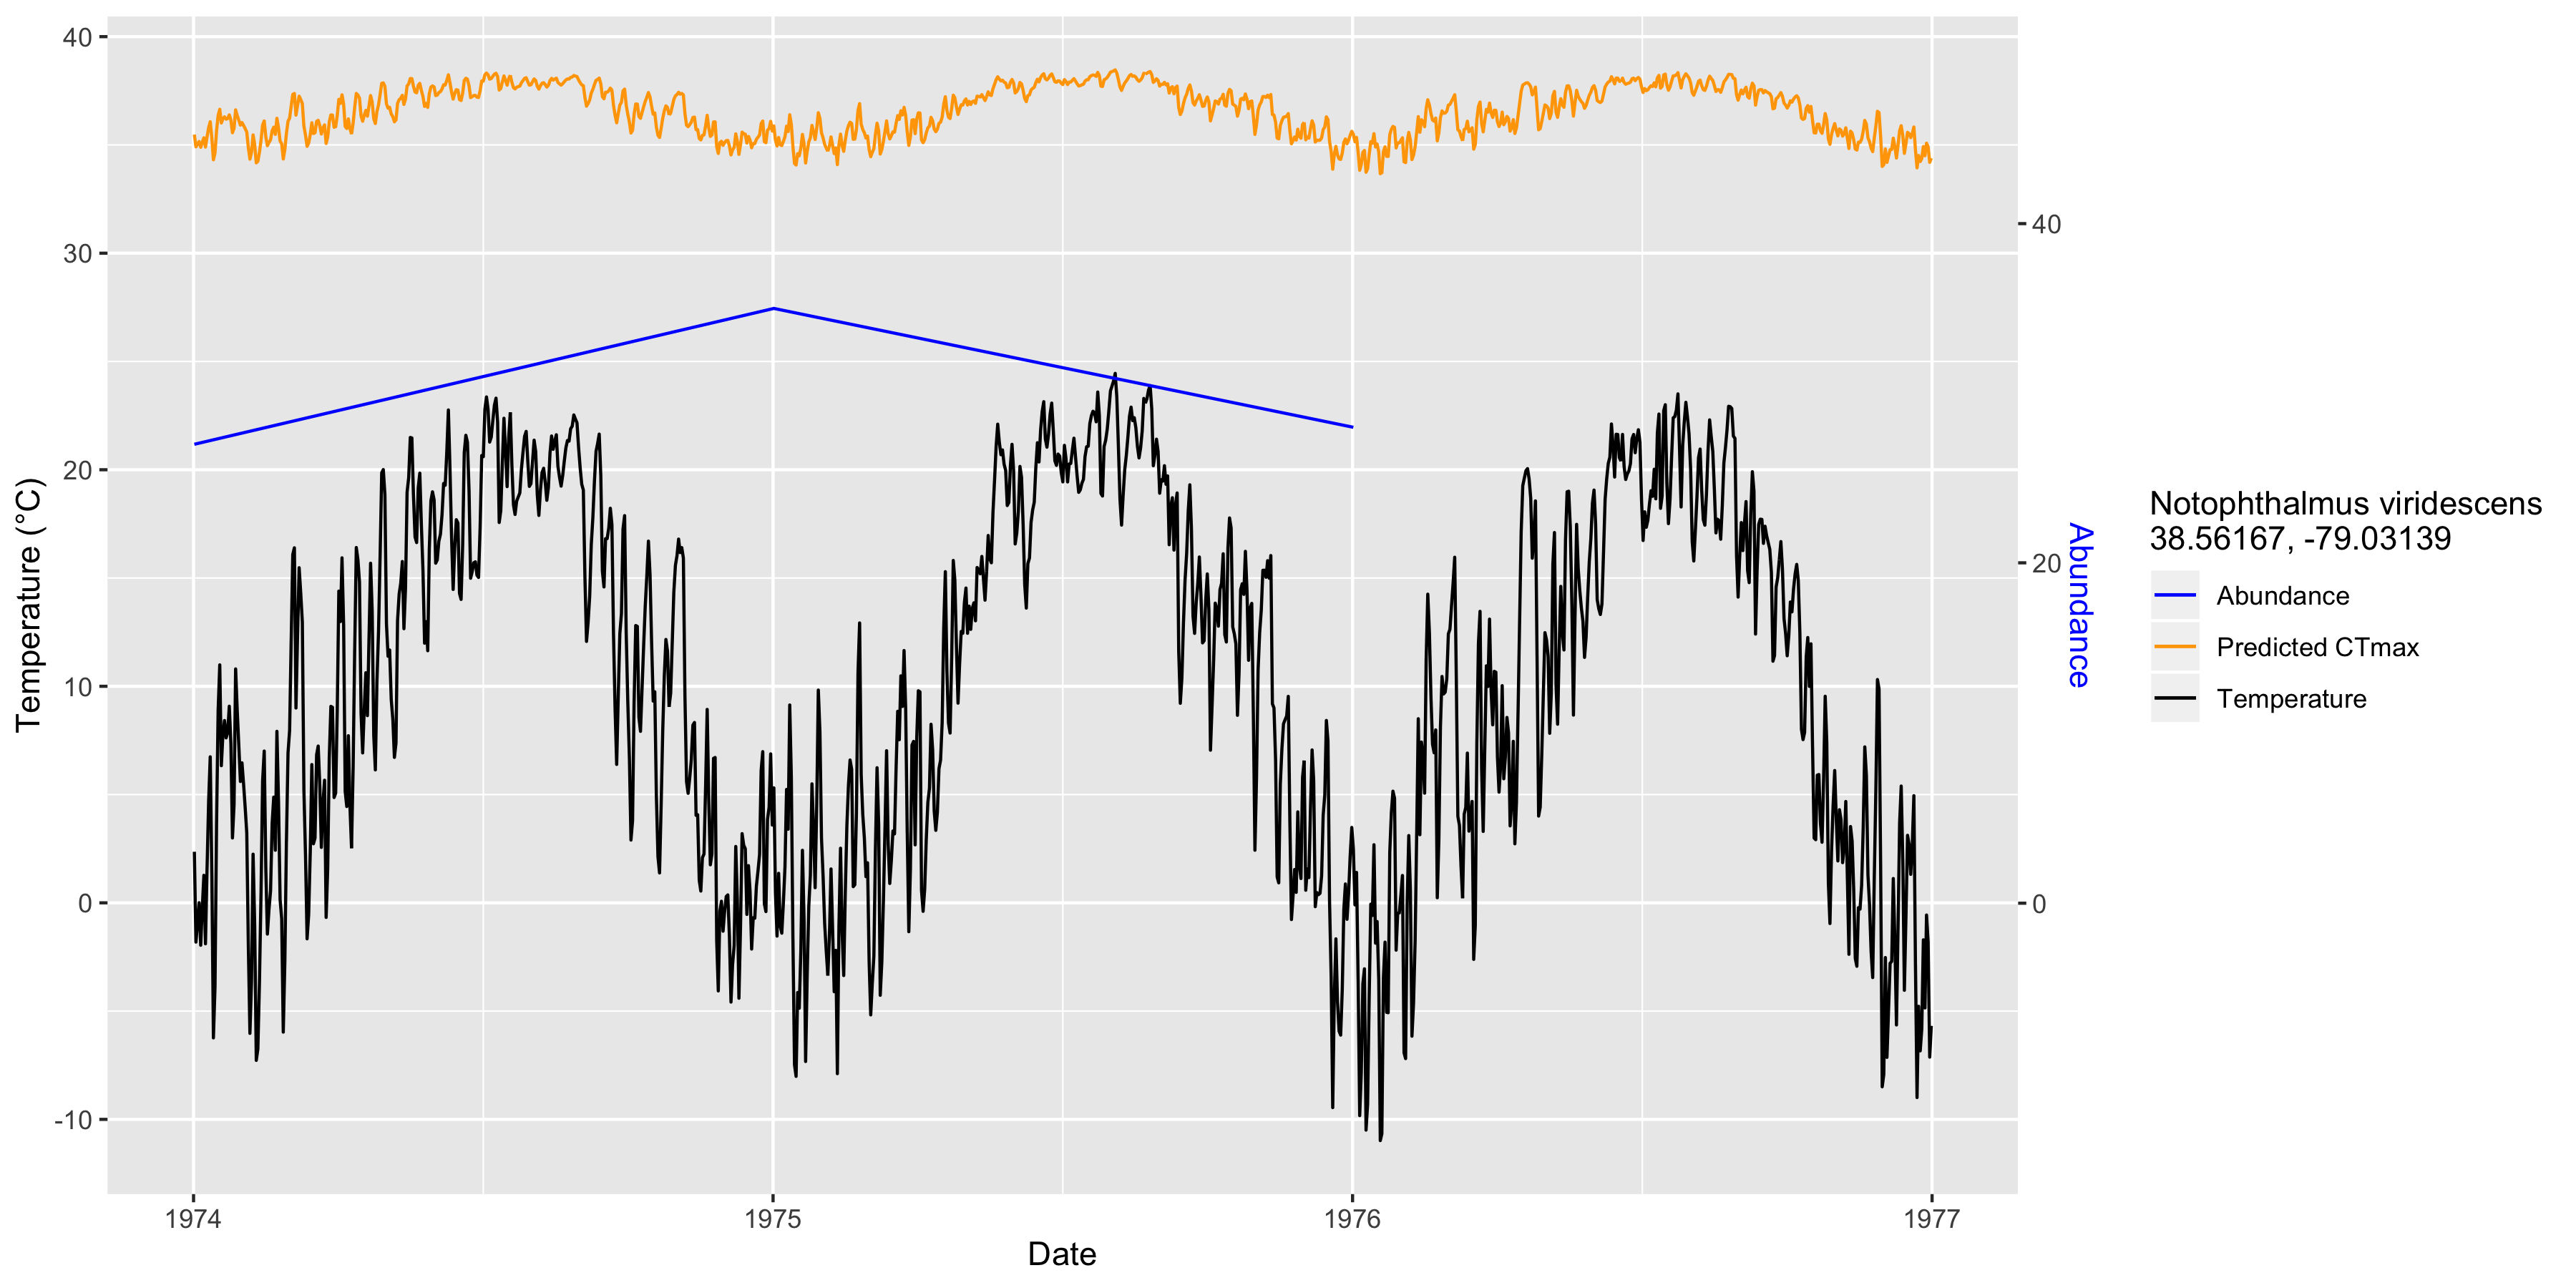 40
30
20
10
0
-10
Temperature (°C)
1974
1975
1976
1977
Date
40
20
0
Abundance
Notophthalmus viridescens
38.56167, -79.03139
Abundance
Predicted CTmax
Temperature